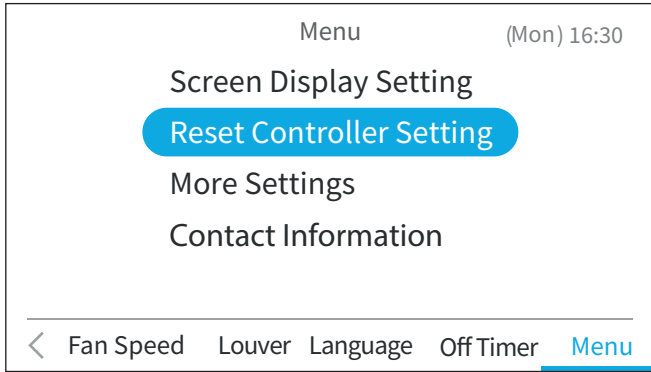 Menu (Mon) 16:30
Screen Display Setting
Reset Controller Setting
More Settings
Contact Information
Fan Speed Louver Language Off Timer Menu